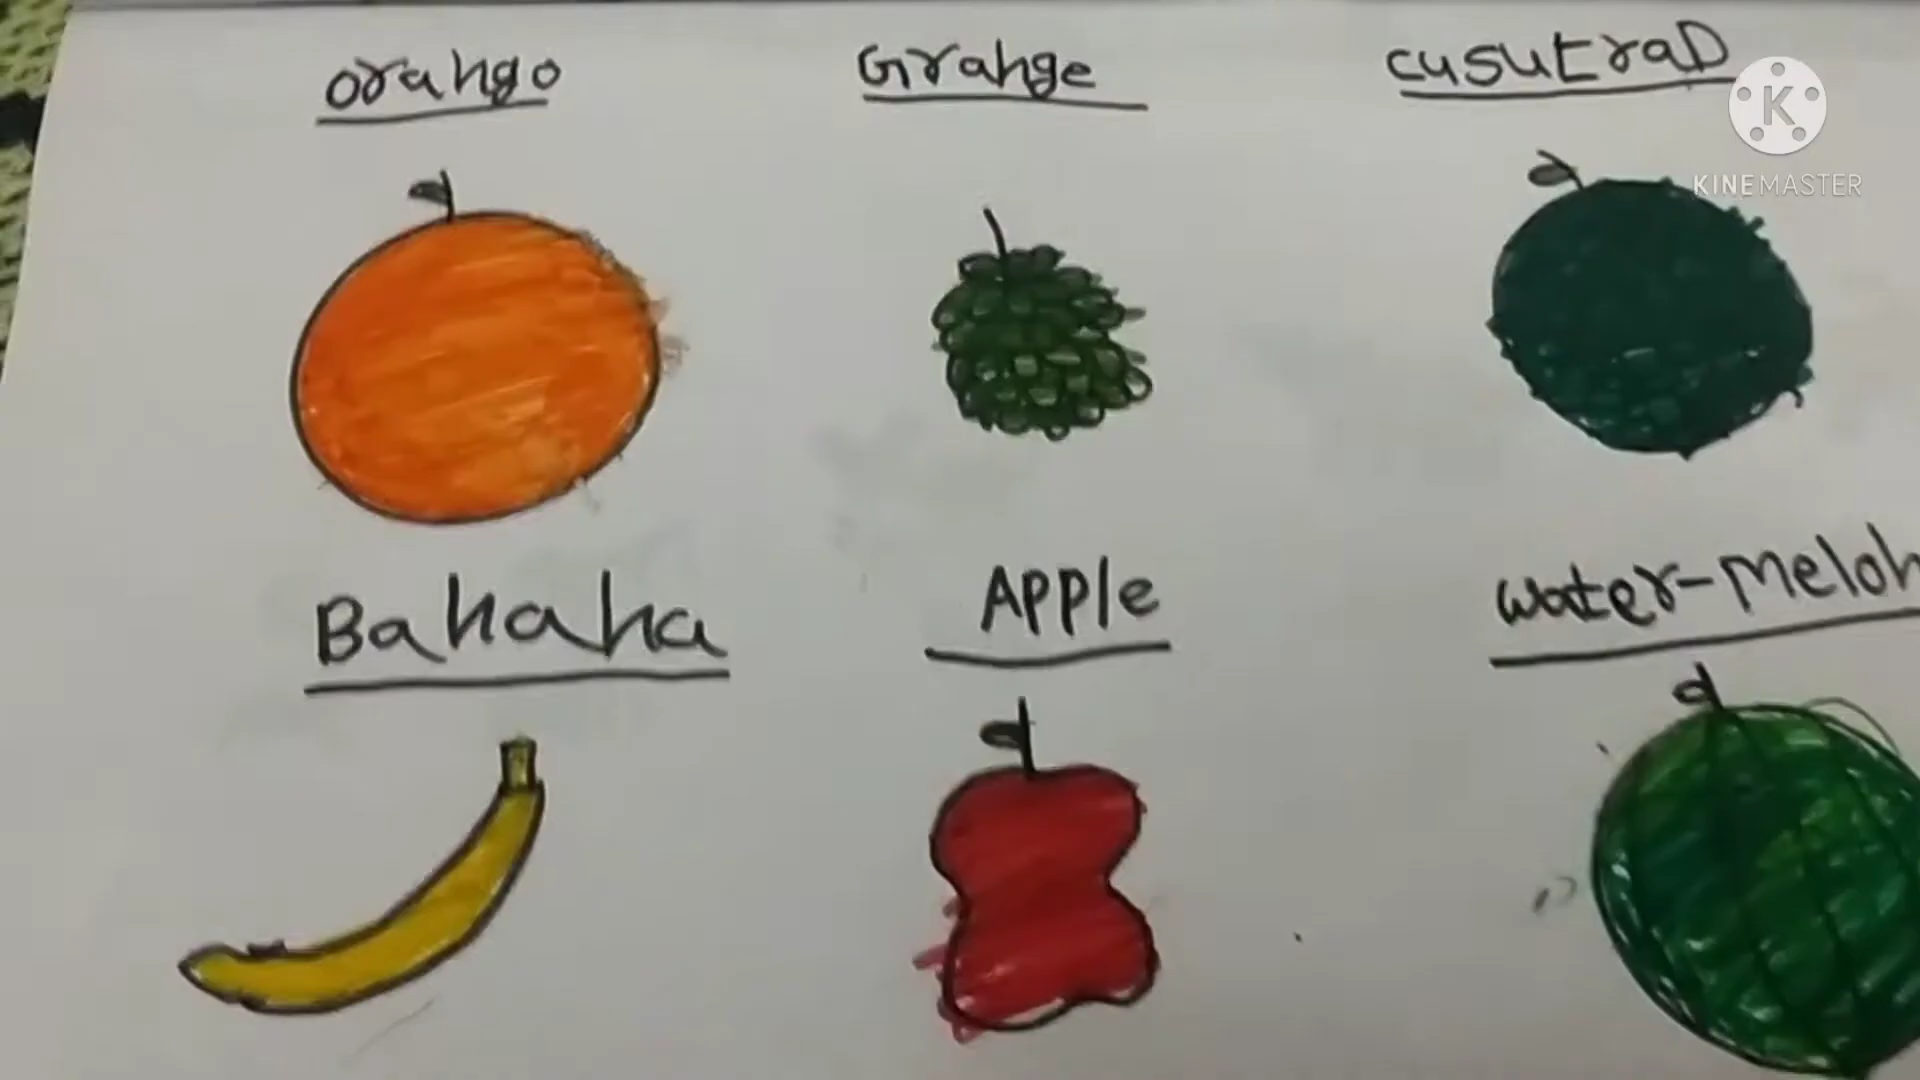 orango
Grahge
cusutraD
KINEMASTER
Bahaha
Apple
water-meloh